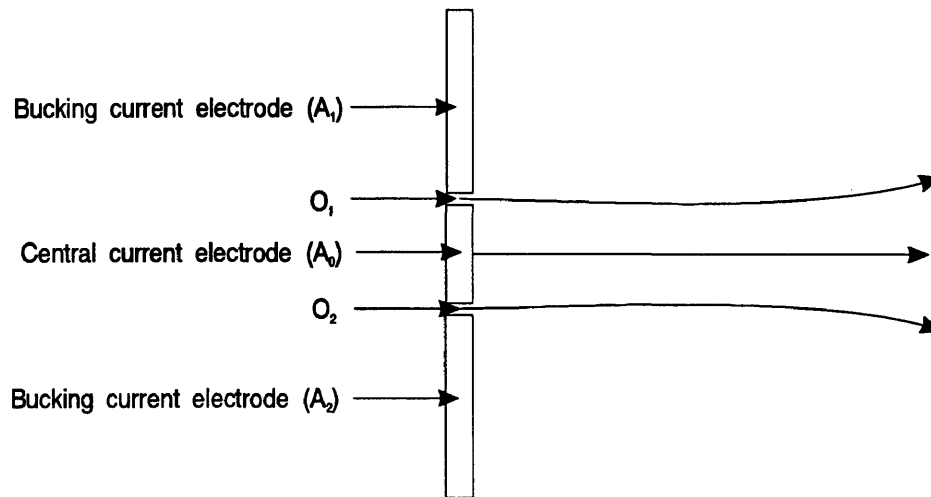 Bucking current electrode (A₁)
O₁
Central current electrode (A₀)
O₂
Bucking current electrode (A₂)